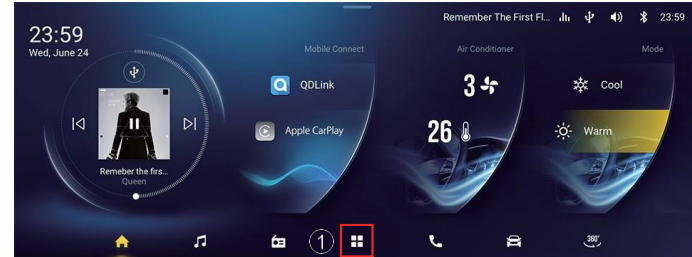 Remember The First Fl... 23:59
23:59
Wed, June 24
Mobile Connect
Air Conditioner
Mode
QDLink
3
Cool
Apple CarPlay
26
Warm
Remeber the firs...
Queen
1
360°